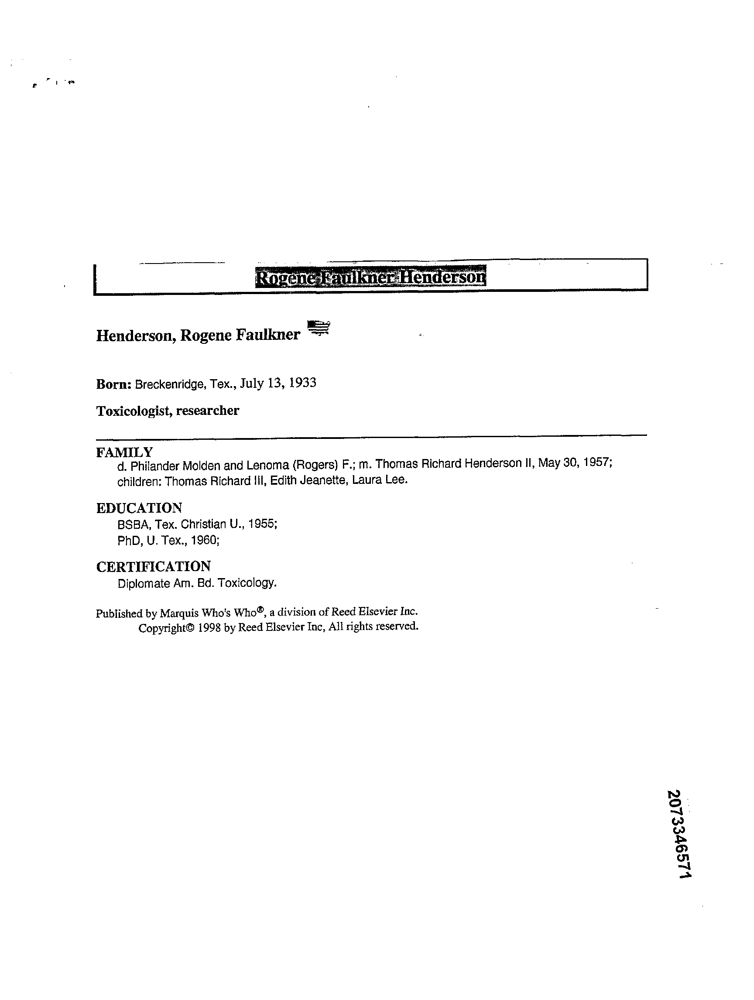 Rogene Faulkner Henderson
Henderson, Rogene Faulkner
Born: Breckenridge, Tex., July 13, 1933
Toxicologist, researcher
FAMILY
d. Philander Molden and Lenoma (Rogers) F.; m. Thomas Richard Henderson II, May 30, 1957;
children: Thomas Richard III, Edith Jeanette, Laura Lee.
EDUCATION
BSBA, Tex. Christian U., 1955;
PhD, U. Tex., 1960;
CERTIFICATION
Diplomate Am. Bd. Toxicology.
Published by Marquis Who's Who®, a division of Reed Elsevier Inc.
Copyright© 1998 by Reed Elsevier Inc, All rights reserved.
2073346571